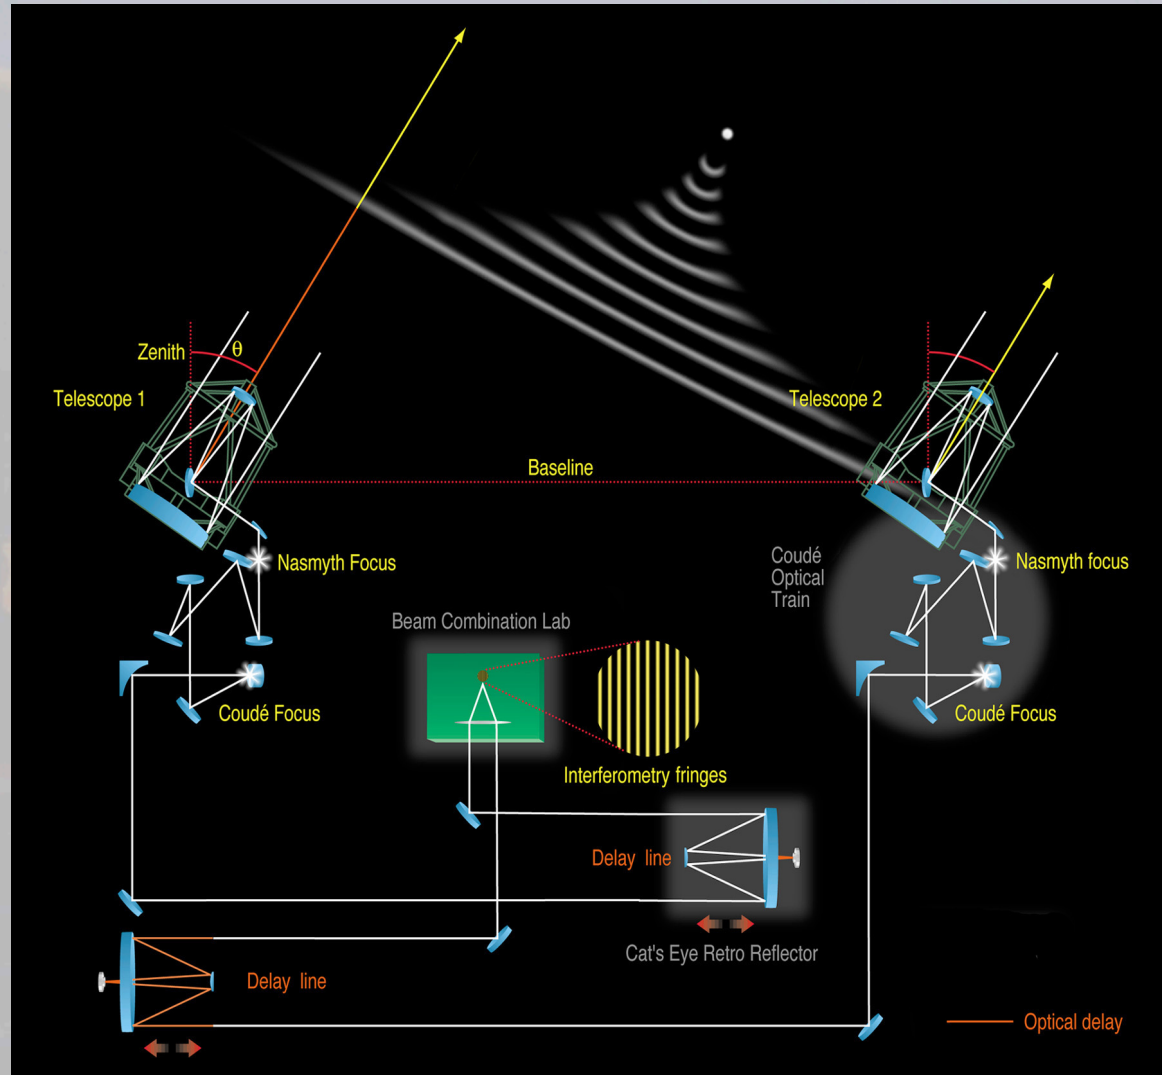 Zenith
θ
Telescope 1
Telescope 2
Baseline
Nasmyth Focus
Coudé
Optical
Train
Nasmyth focus
Beam Combination Lab
Coudé Focus
Coudé Focus
Interferometry fringes
Delay line
Cat's Eye Retro Reflector
Delay line
Optical delay